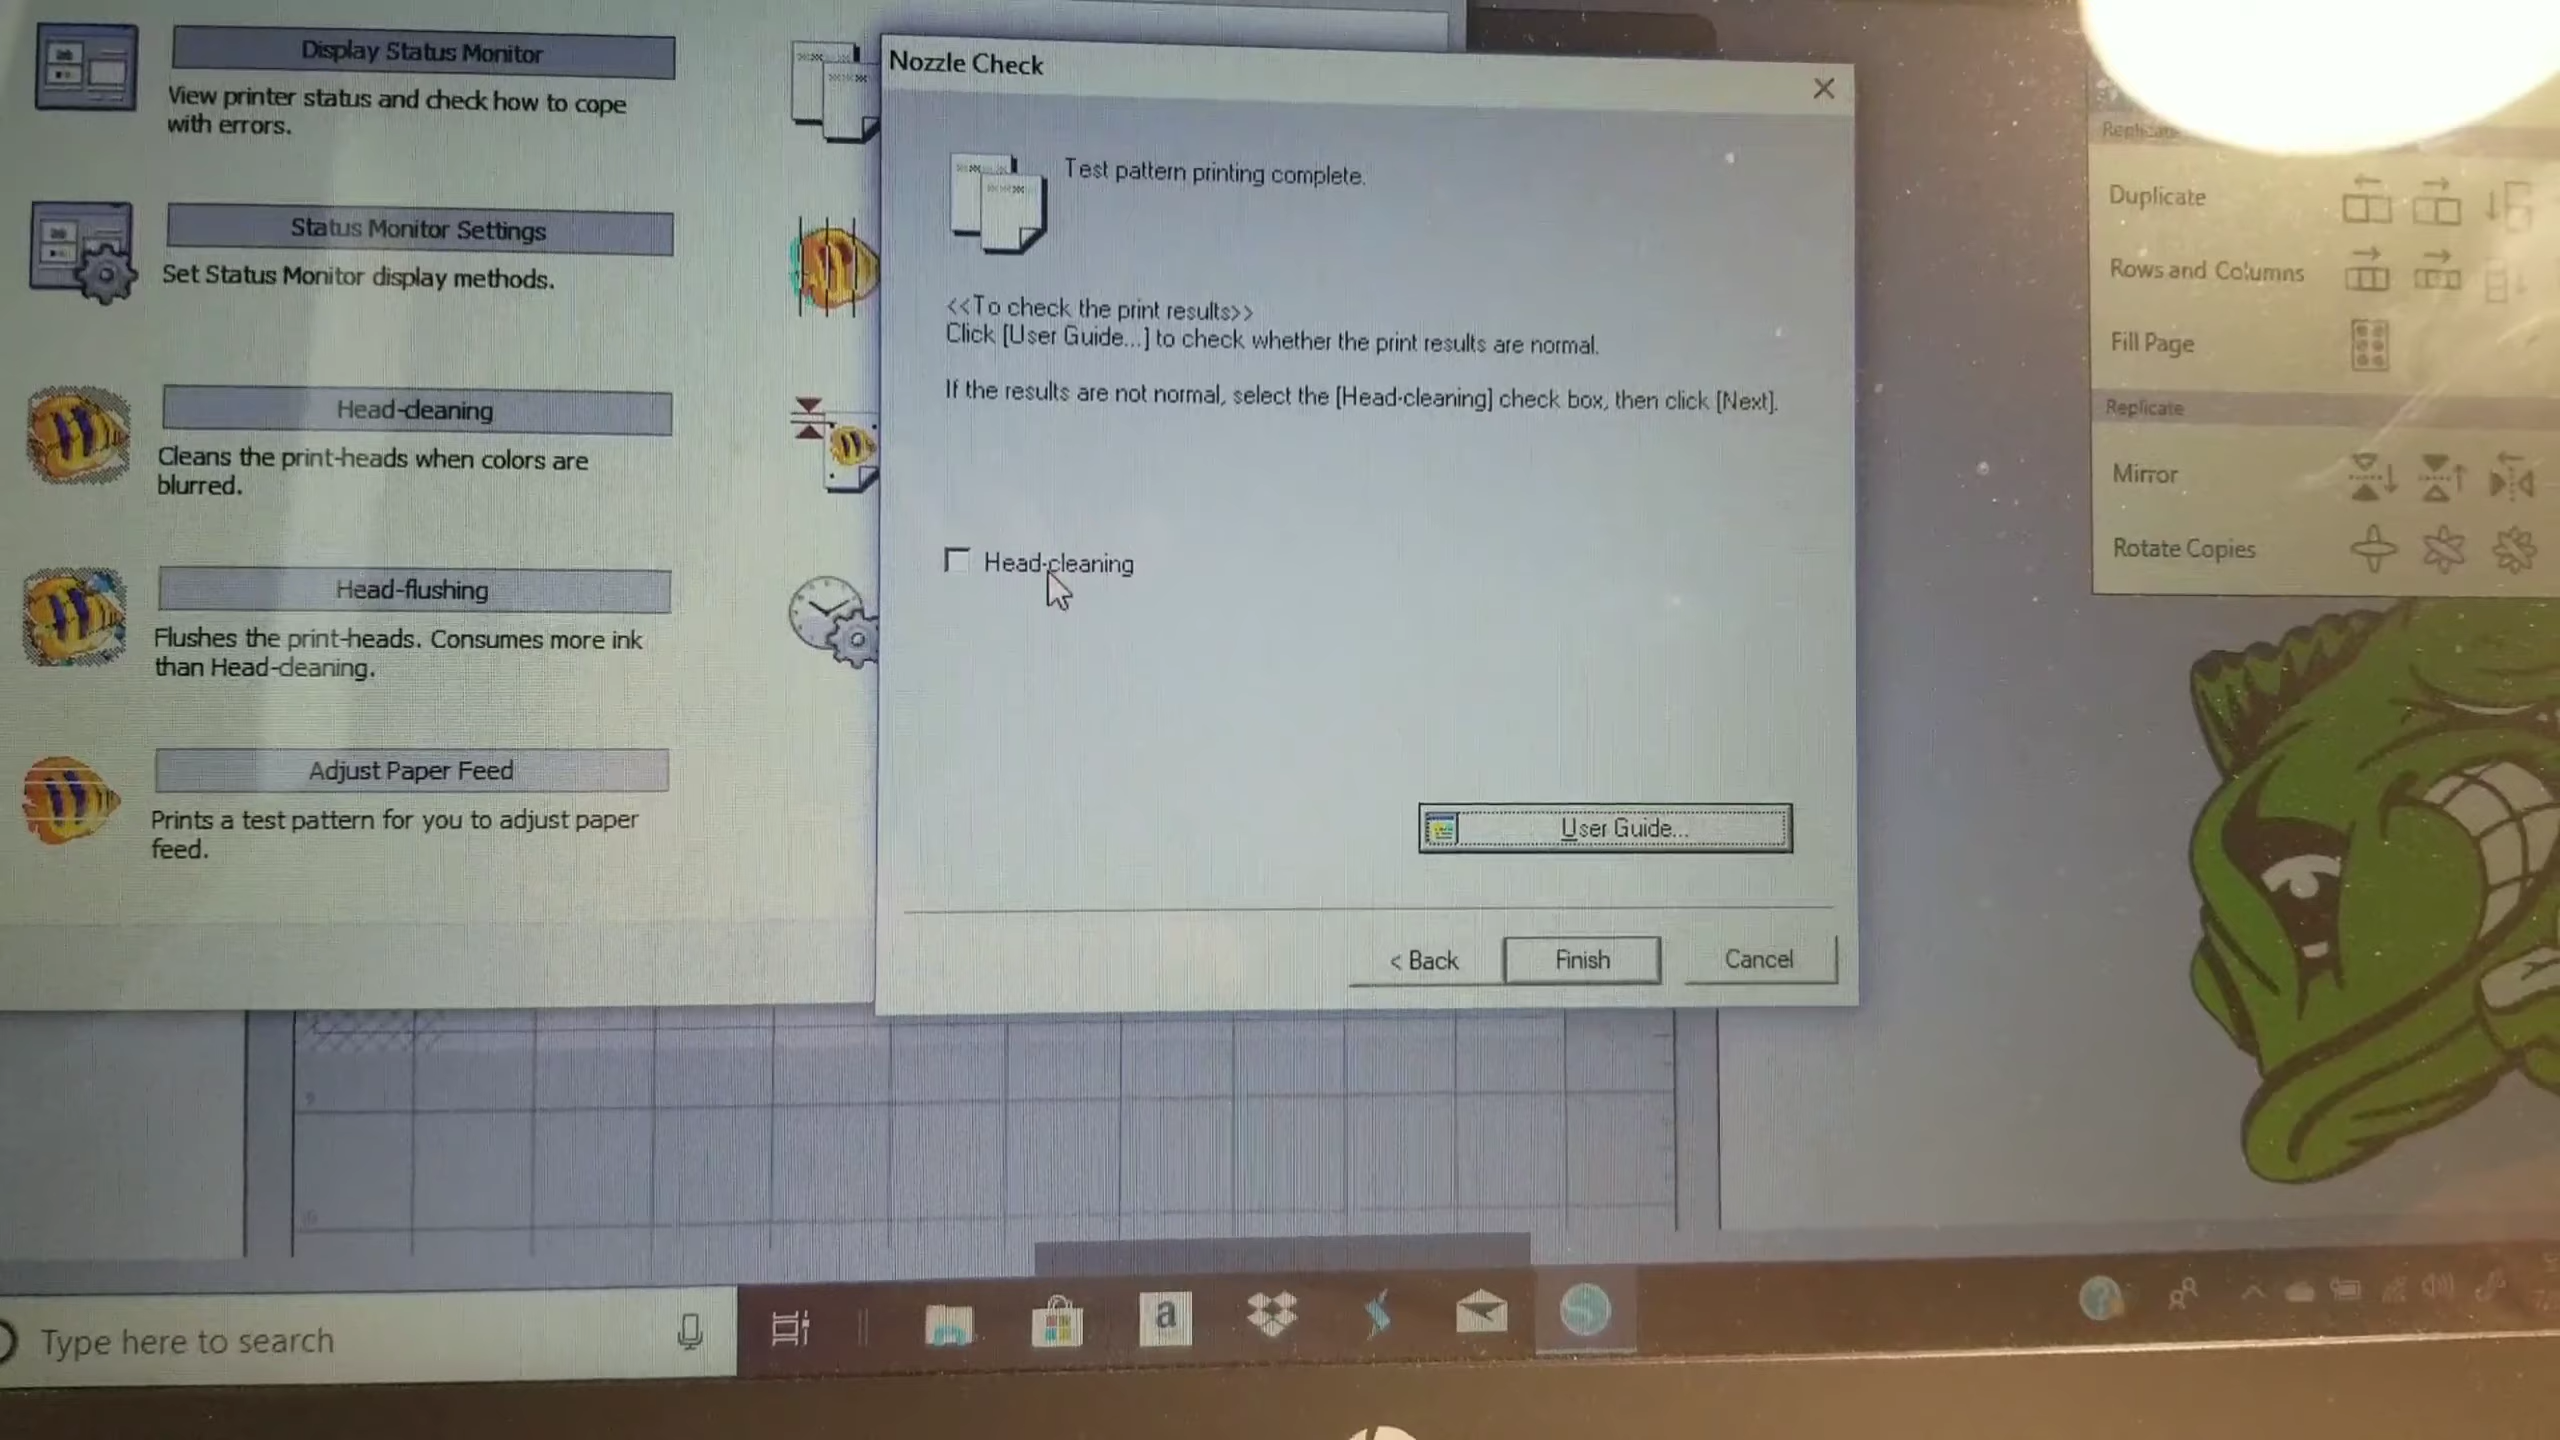 Display Status Monitor
View printer status and check how to cope
with errors.
Status Monitor Settings
Set Status Monitor display methods.
Head-cleaning
Cleans the print-heads when colors are
blurred.
Head-flushing
Flushes the print-heads. Consumes more ink
than Head-cleaning.
Adjust Paper Feed
Prints a test pattern for you to adjust paper
feed.
Nozzle Check
Test pattern printing complete.
<<To check the print results>>
Click [User Guide...] to check whether the print results are normal.
If the results are not normal, select the [Head-cleaning] check box, then click [Next].
Head-cleaning
User Guide...
< Back
Finish
Cancel
Duplicate
Rows and Columns
Fill Page
Replicate
Mirror
Rotate Copies
Type here to search
a